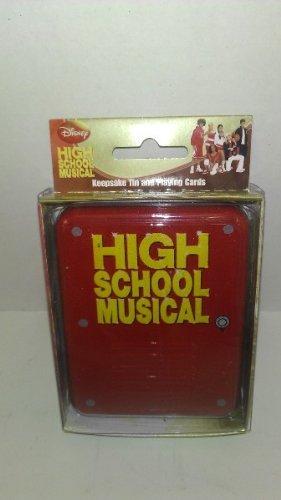 Disney
HIGH
SCHOOL
MUSICAL
Keepsake Tin and Playing Cards
HIGH
SCHOOL
MUSICAL